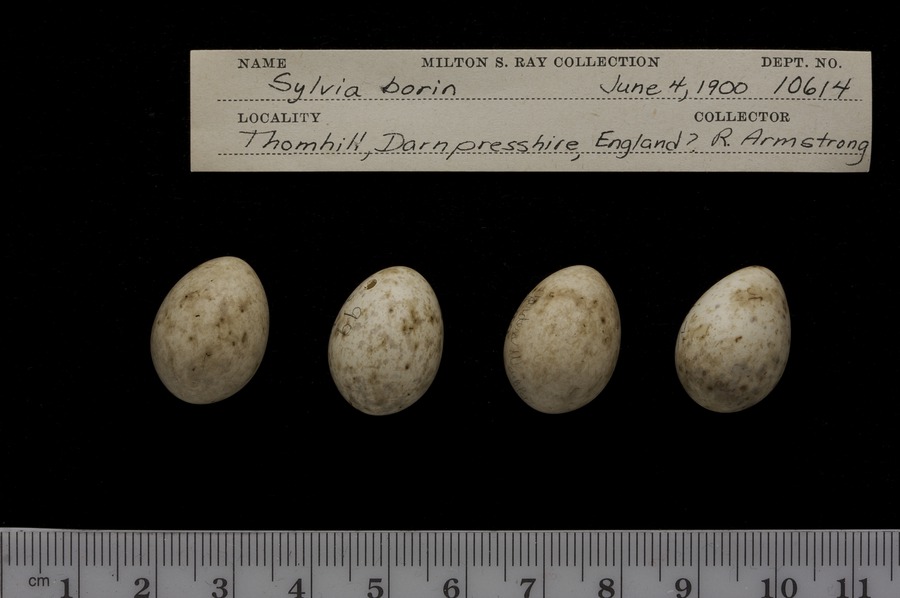 NAME MILTON S. RAY COLLECTION DEPT. NO.
Sylvia borin June 4, 1900 10614
LOCALITY COLLECTOR
Thomhill, Darnpresshire, England? R. Armstrong
cm 1 2 3 4 5 6 7 8 9 10 11